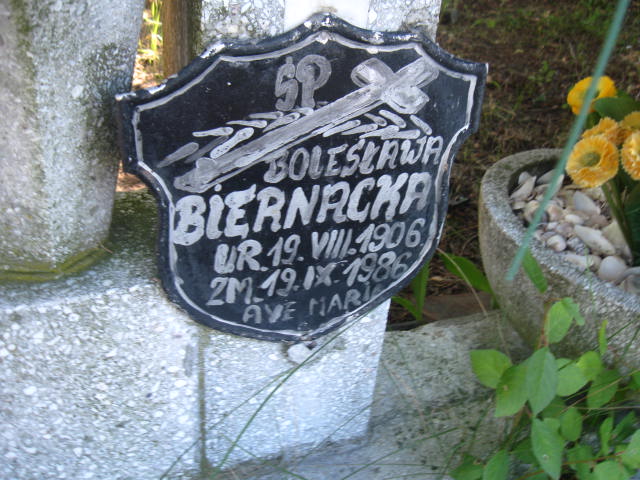 ŚP
BOLESŁAWA
BIERNACKA
UR. 19. VIII. 1906.
ZM. 19. IX. 1986
AVE MARIA